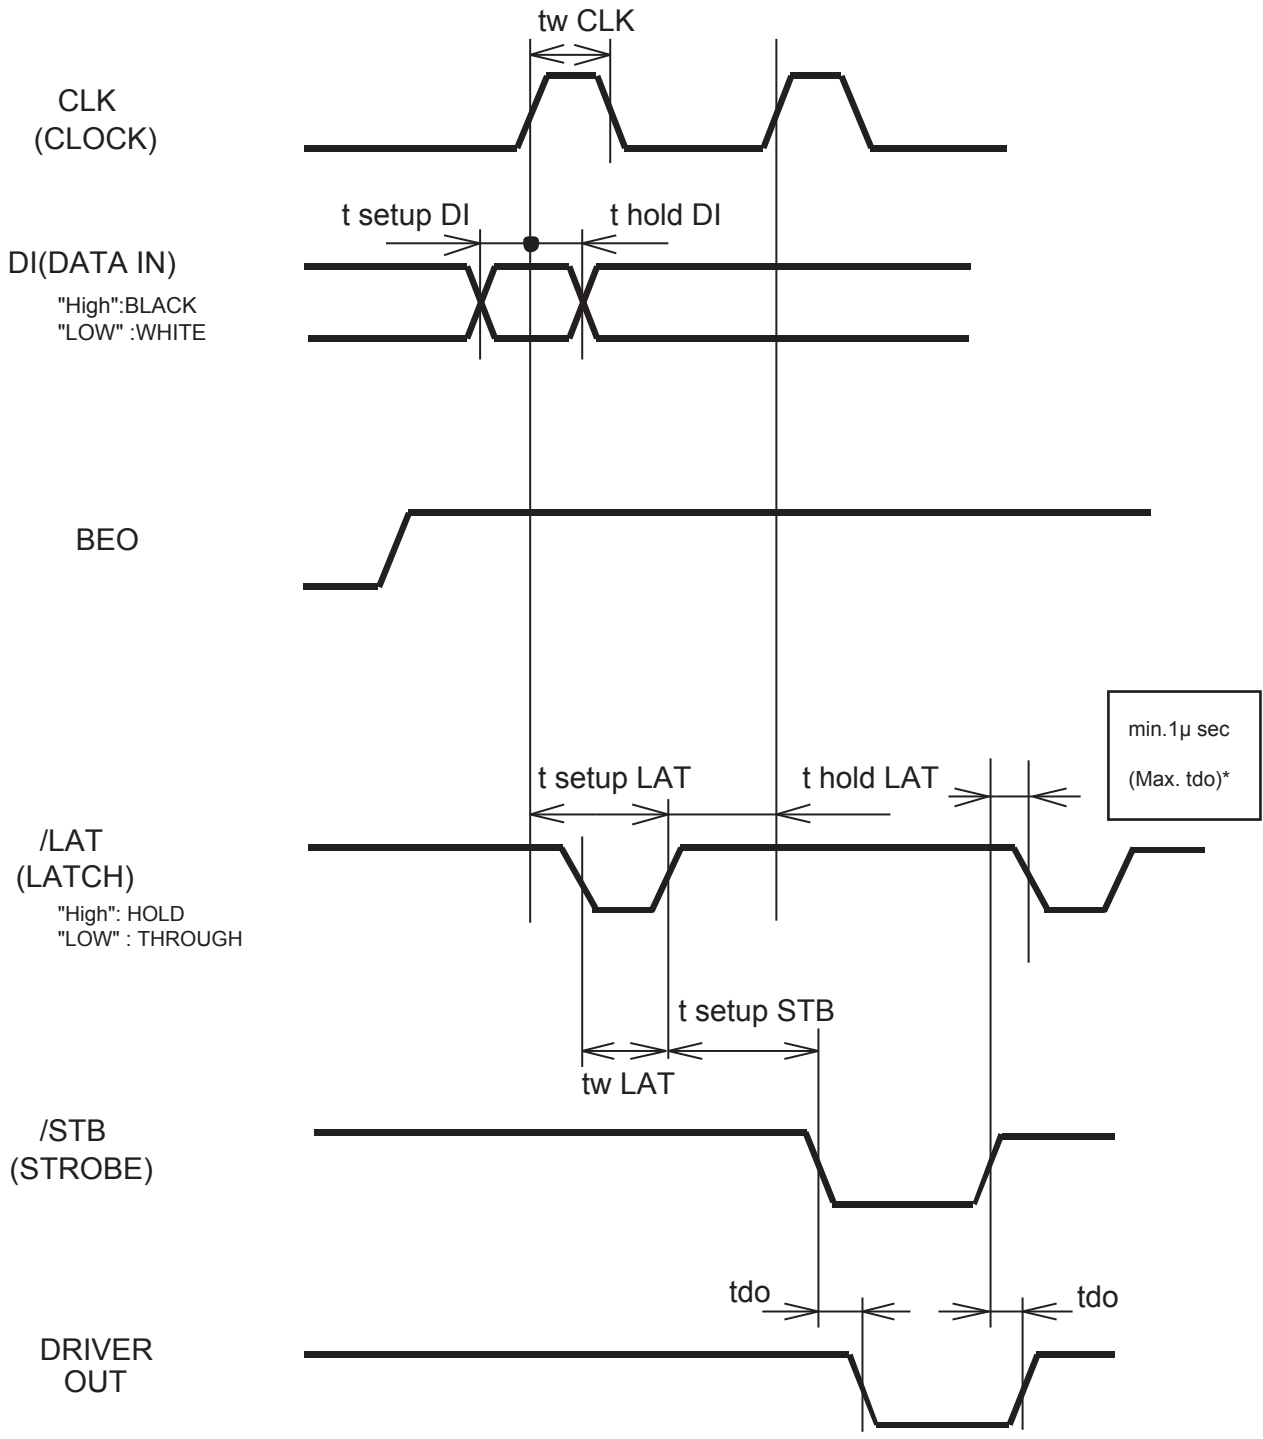 tw CLK
CLK
(CLOCK)
t setup DI
t hold DI
DI(DATA IN)
"High":BLACK
"LOW" :WHITE
BEO
min.1µ sec
(Max. tdo)*
t setup LAT
t hold LAT
/LAT
(LATCH)
"High": HOLD
"LOW" : THROUGH
t setup STB
tw LAT
/STB
(STROBE)
tdo
tdo
DRIVER
OUT